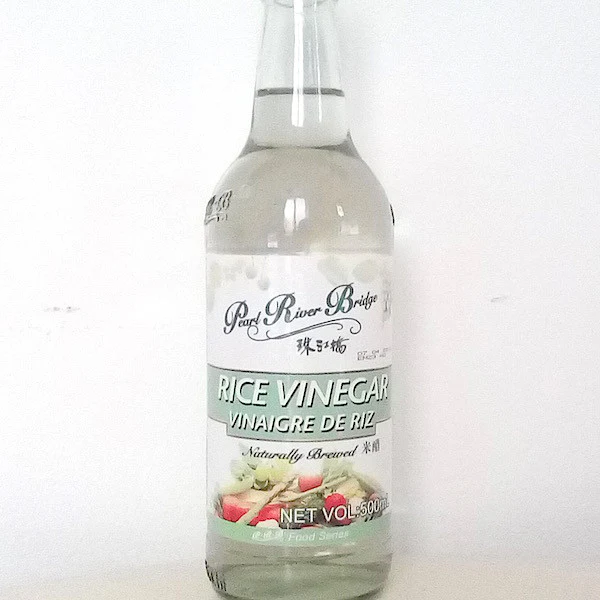 Pearl River Bridge
珠江橋
RICE VINEGAR
VINAIGRE DE RIZ
Naturally Brewed 米醋
NET VOL:500mL
Food Series